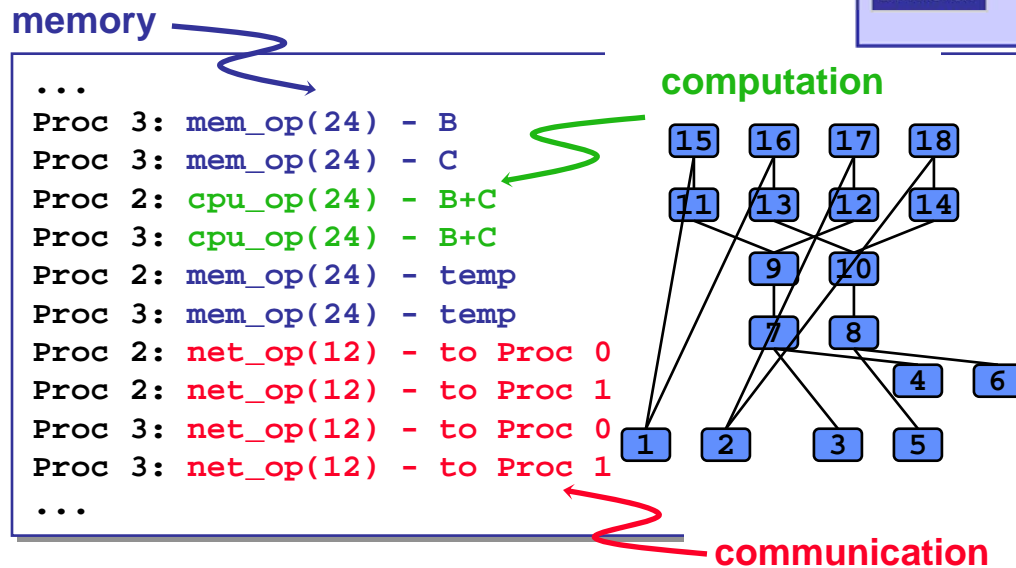 memory
computation
...
Proc 3: mem_op(24) - B
Proc 3: mem_op(24) - C
Proc 2: cpu_op(24) - B+C
Proc 3: cpu_op(24) - B+C
Proc 2: mem_op(24) - temp
Proc 3: mem_op(24) - temp
Proc 2: net_op(12) - to Proc 0
Proc 2: net_op(12) - to Proc 1
Proc 3: net_op(12) - to Proc 0
Proc 3: net_op(12) - to Proc 1
...
15 16 17 18
11 13 12 14
9 10
7 8
4 6
1 2 3 5
communication